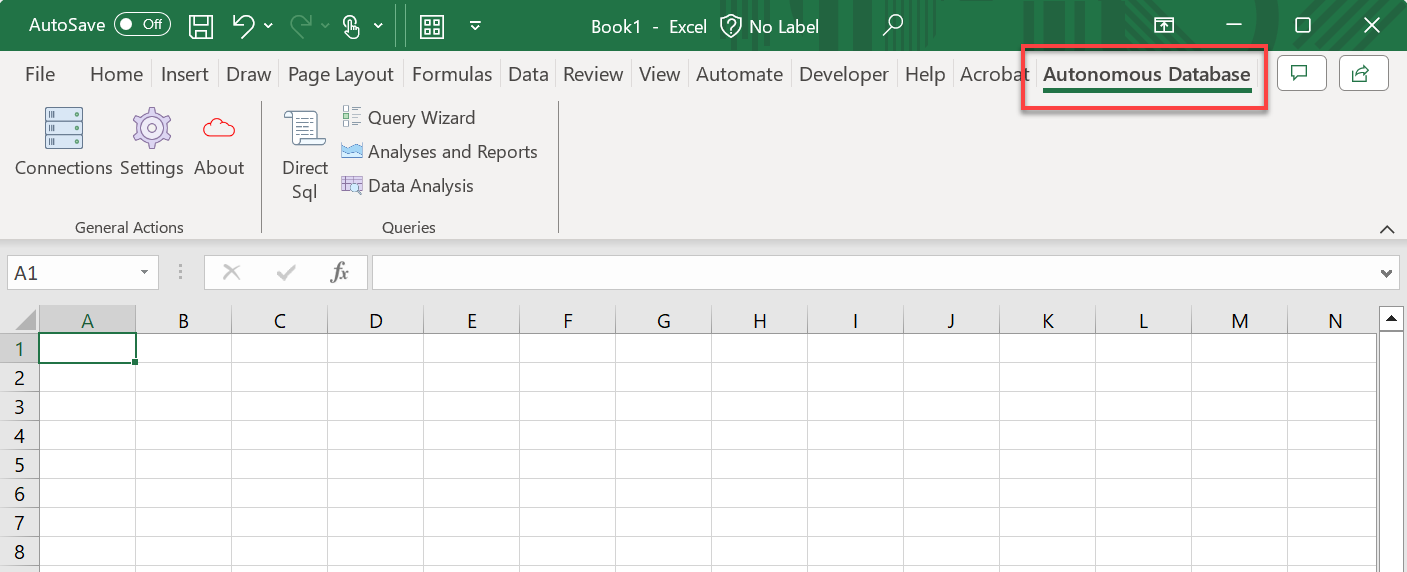 AutoSave Off Book1 - Excel No Label
File Home Insert Draw Page Layout Formulas Data Review View Automate Developer Help Acrobat Autonomous Database
Connections Settings About
Direct
Sql
Query Wizard
Analyses and Reports
Data Analysis
General Actions Queries
A1 fx
A B C D E F G H I J K L M N
1
2
3
4
5
6
7
8